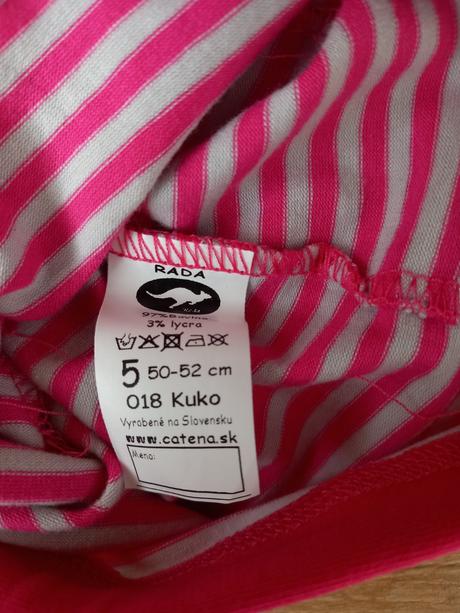 RADA
97% Bavlna
3% lycra
5 50-52 cm
018 Kuko
Vyrobené na Slovensku
www.catena.sk
Meno: